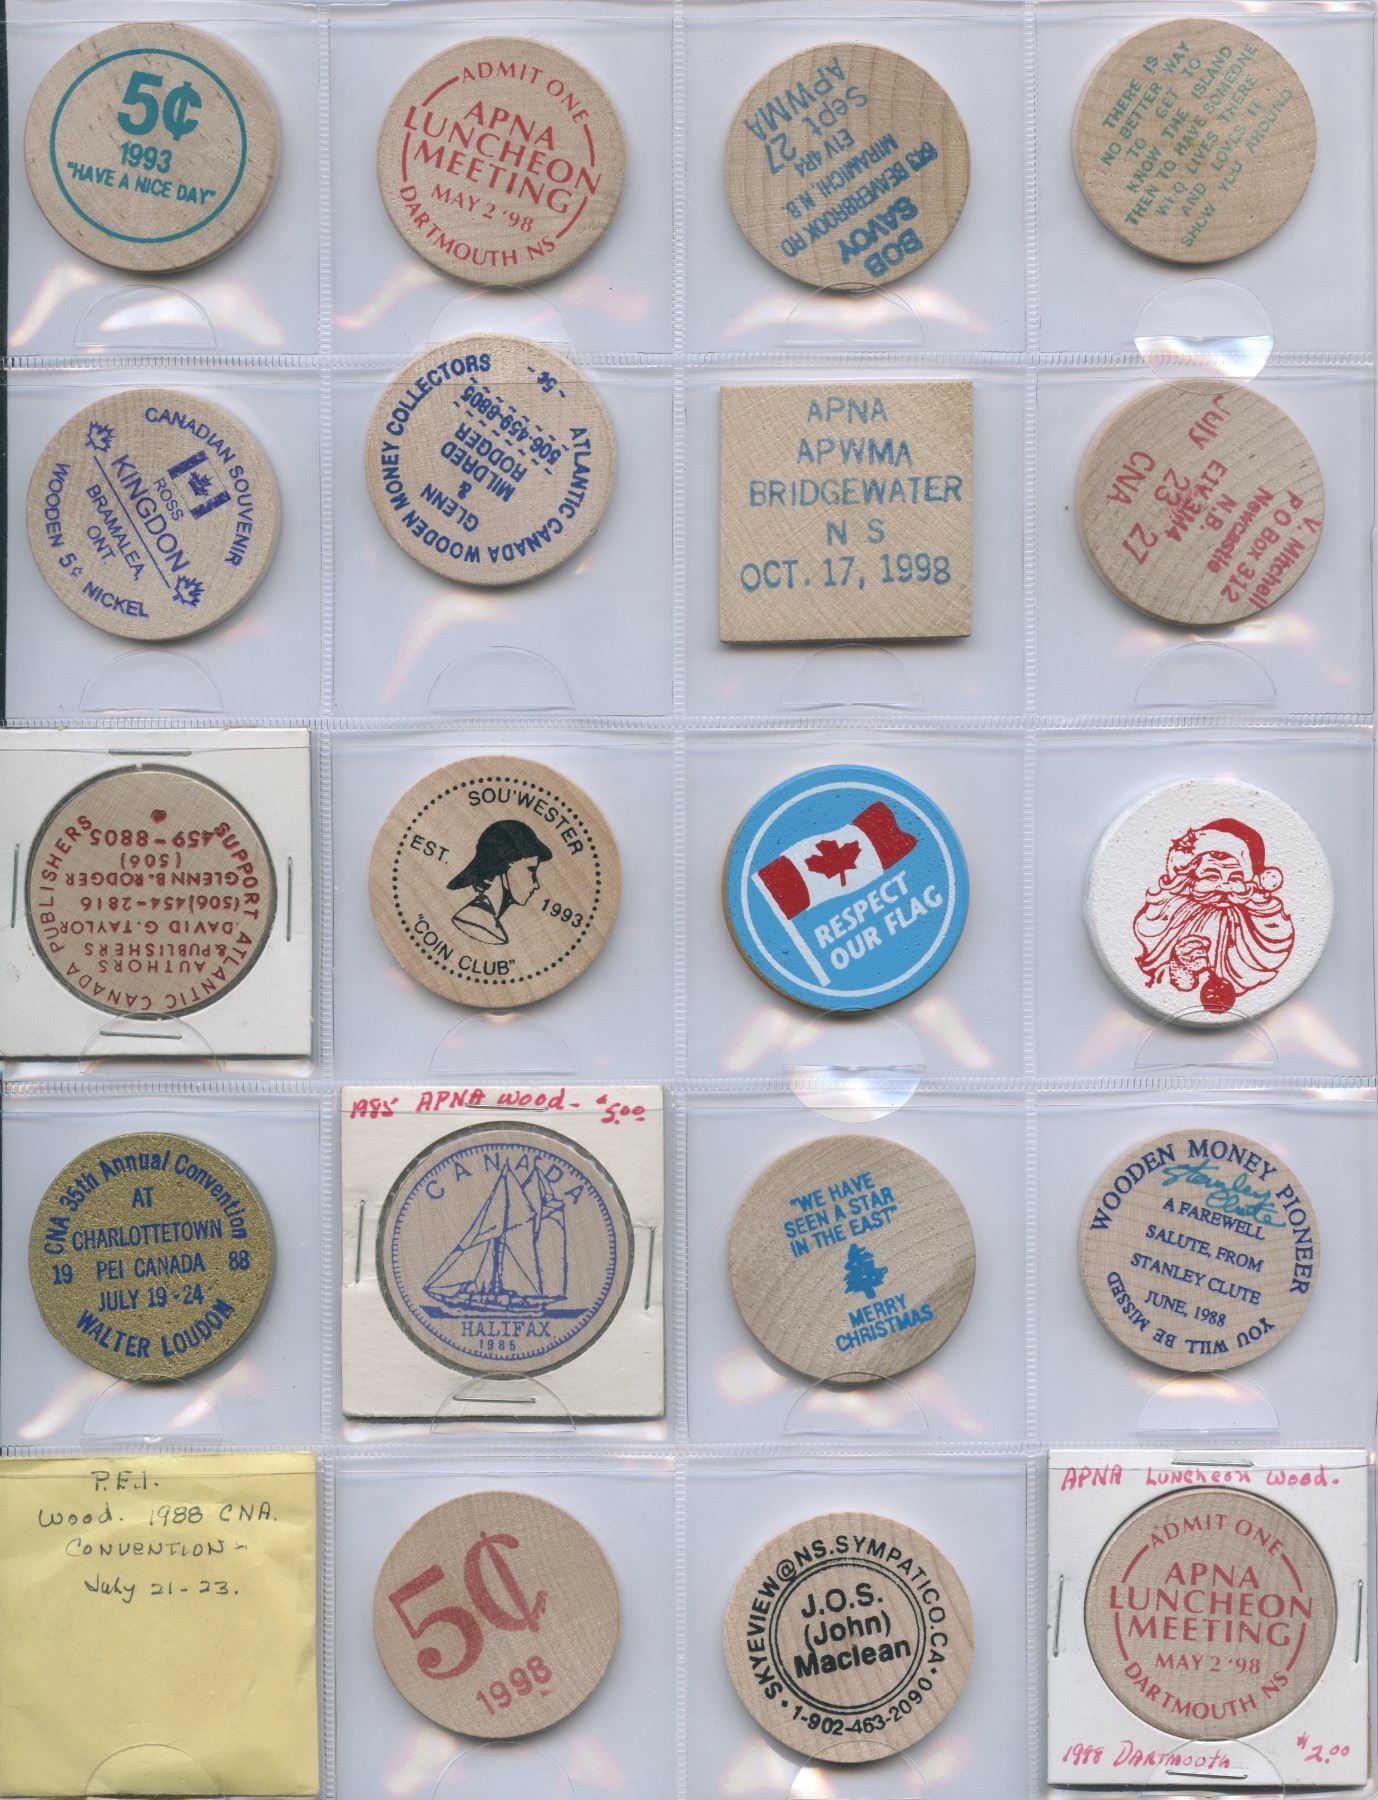 5¢
1993
"HAVE A NICE DAY"
ADMIT ONE
APNA
LUNCHEON
MEETING
MAY 2 '98
DARTMOUTH NS
BOB
SAVOY
683 BEAVERBROOK RD
MIRAMICHI, N.B.
E1V 4R4
Sept 27
APWMA
THERE IS
NO BETTER WAY
TO GET TO
KNOW THE ISLAND
THEN TO HAVE SOMEONE
WHO LIVES THERE
AND LOVES IT
SHOW YOU AROUND
CANADIAN SOUVENIR
ROSS
KINGDON
BRAMALEA,
ONT.
WOODEN 5¢ NICKEL
ATLANTIC CANADA WOODEN MONEY COLLECTORS
GLENN
&
MILDRED
RODGER
506-459-8805
- 5¢ -
APNA
APWMA
BRIDGEWATER
N S
OCT. 17, 1998
V. Mitchell
P O Box 312
Newcastle
N.B.
E1V 3M4
July 23 27
CNA
SUPPORT ATLANTIC CANADA PUBLISHERS
AUTHORS
& PUBLISHERS
DAVID G. TAYLOR
(506)454-2816
GLENN B. RODGER
(506)
459-8805
SOU'WESTER
EST. 1993
"COIN CLUB"
RESPECT
OUR FLAG
CNA 35th Annual Convention
AT
CHARLOTTETOWN
19 PEI CANADA 88
JULY 19-24
WALTER LOUDON
1985 APNA Wood - $5.00
CANADA
HALIFAX
1985
"WE HAVE
SEEN A STAR
IN THE EAST"
MERRY
CHRISTMAS
WOODEN MONEY PIONEER
Stanley
Clute
A FAREWELL
SALUTE, FROM
STANLEY CLUTE
JUNE, 1988
YOU WILL BE MISSED
P.E.I.
Wood. 1988 CNA.
CONVENTION -
July 21-23.
5¢
1998
SKYEVIEW@NS.SYMPATICO.CA
J.O.S.
(John)
Maclean
• 1-902-463-2090 •
APNA Luncheon Wood.
ADMIT ONE
APNA
LUNCHEON
MEETING
MAY 2 '98
DARTMOUTH NS
1998 DARTMOUTH $2.00